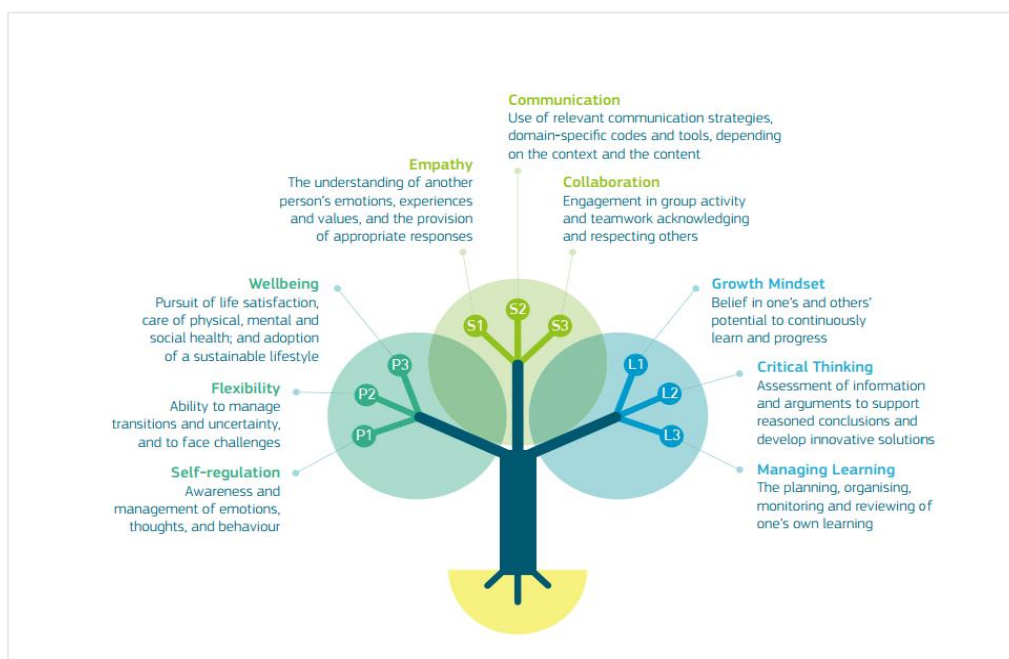 Communication
Use of relevant communication strategies,
domain-specific codes and tools, depending
on the context and the content
Empathy
The understanding of another
person's emotions, experiences
and values, and the provision
of appropriate responses
Collaboration
Engagement in group activity
and teamwork acknowledging
and respecting others
Wellbeing
Pursuit of life satisfaction,
care of physical, mental and
social health; and adoption
of a sustainable lifestyle
Flexibility
Ability to manage
transitions and uncertainty,
and to face challenges
Self-regulation
Awareness and
management of emotions,
thoughts, and behaviour
P3
P2
P1
S1
S2
S3
L1
L2
L3
Growth Mindset
Belief in one's and others'
potential to continuously
learn and progress
Critical Thinking
Assessment of information
and arguments to support
reasoned conclusions and
develop innovative solutions
Managing Learning
The planning, organising,
monitoring and reviewing of
one's own learning